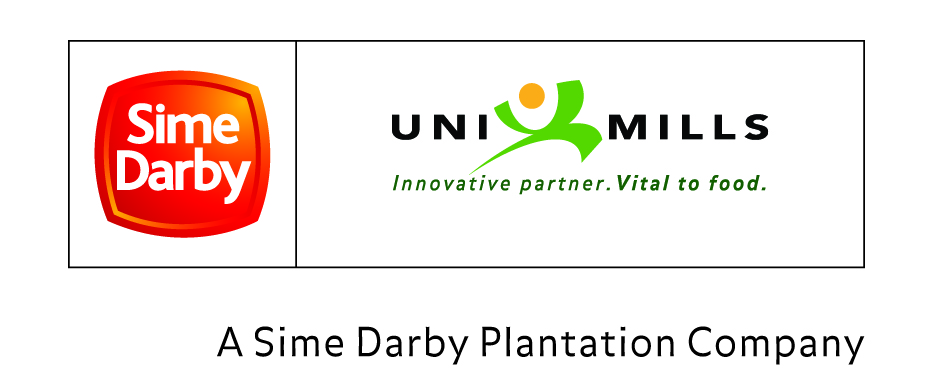 Sime
Darby
UNI MILLS
Innovative partner. Vital to food.
A Sime Darby Plantation Company